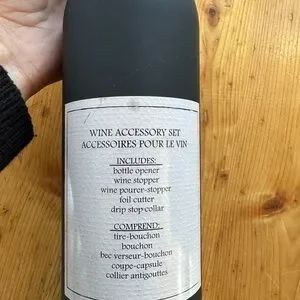 WINE ACCESSORY SET
ACCESSOIRES POUR LE VIN
INCLUDES:
bottle opener
wine stopper
wine pourer-stopper
foil cutter
drip stop collar
COMPREND:
tire-bouchon
bouchon
bec verseur-bouchon
coupe-capsule
collier antigouttes